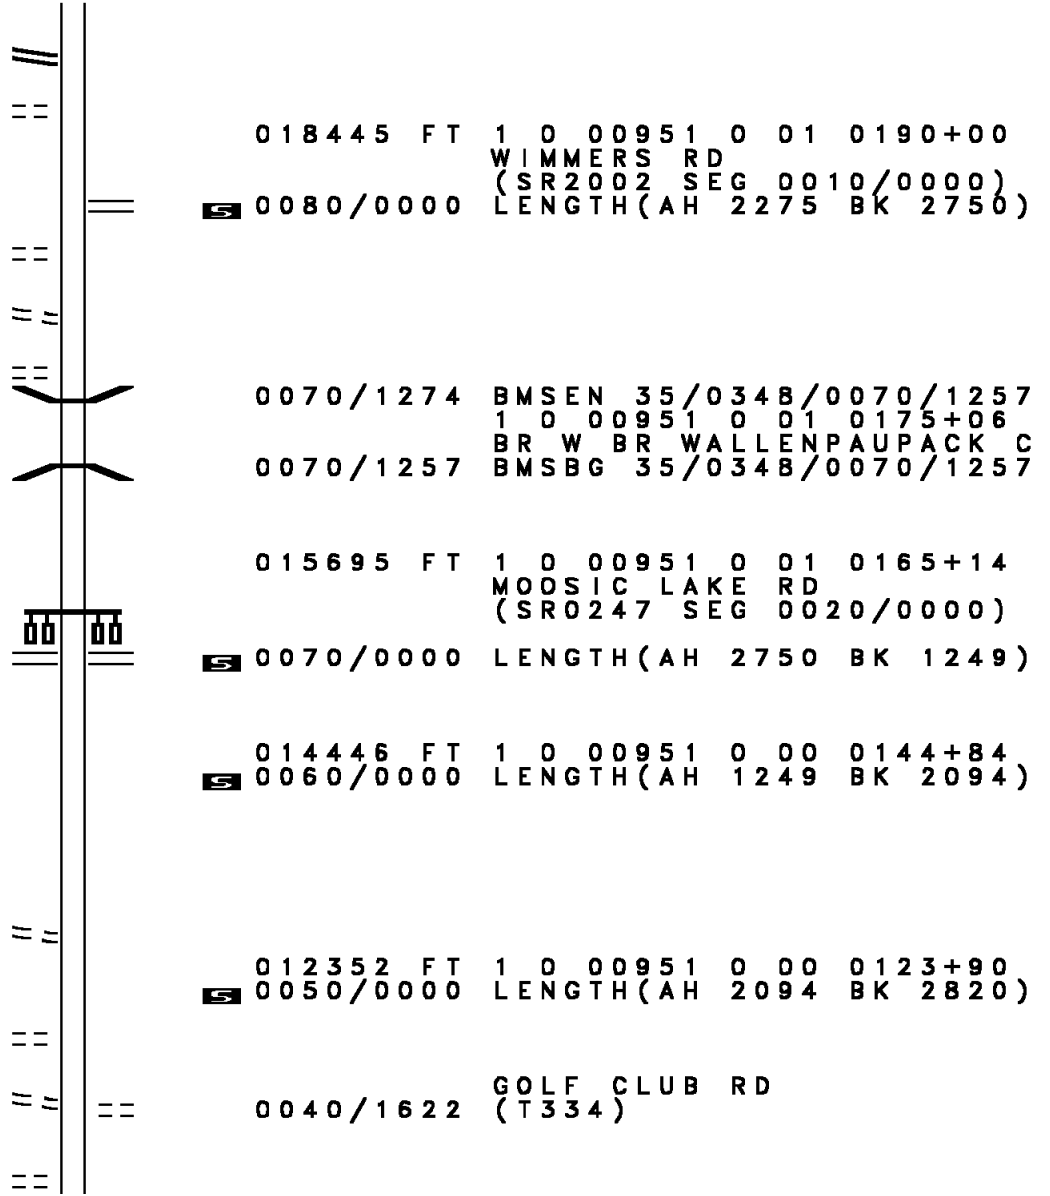 018445 FT 1 0 00951 0 01 0190+00
WIMMERS RD
(SR2002 SEG 0010/0000)
S 0080/0000 LENGTH(AH 2275 BK 2750)
0070/1274 BMSEN 35/0348/0070/1257
1 0 00951 0 01 0175+06
BR W BR WALLENPAUPACK C
0070/1257 BMSBG 35/0348/0070/1257
015695 FT 1 0 00951 0 01 0165+14
MOOSIC LAKE RD
(SR0247 SEG 0020/0000)
S 0070/0000 LENGTH(AH 2750 BK 1249)
014446 FT 1 0 00951 0 00 0144+84
S 0060/0000 LENGTH(AH 1249 BK 2094)
012352 FT 1 0 00951 0 00 0123+90
S 0050/0000 LENGTH(AH 2094 BK 2820)
GOLF CLUB RD
0040/1622 (T334)